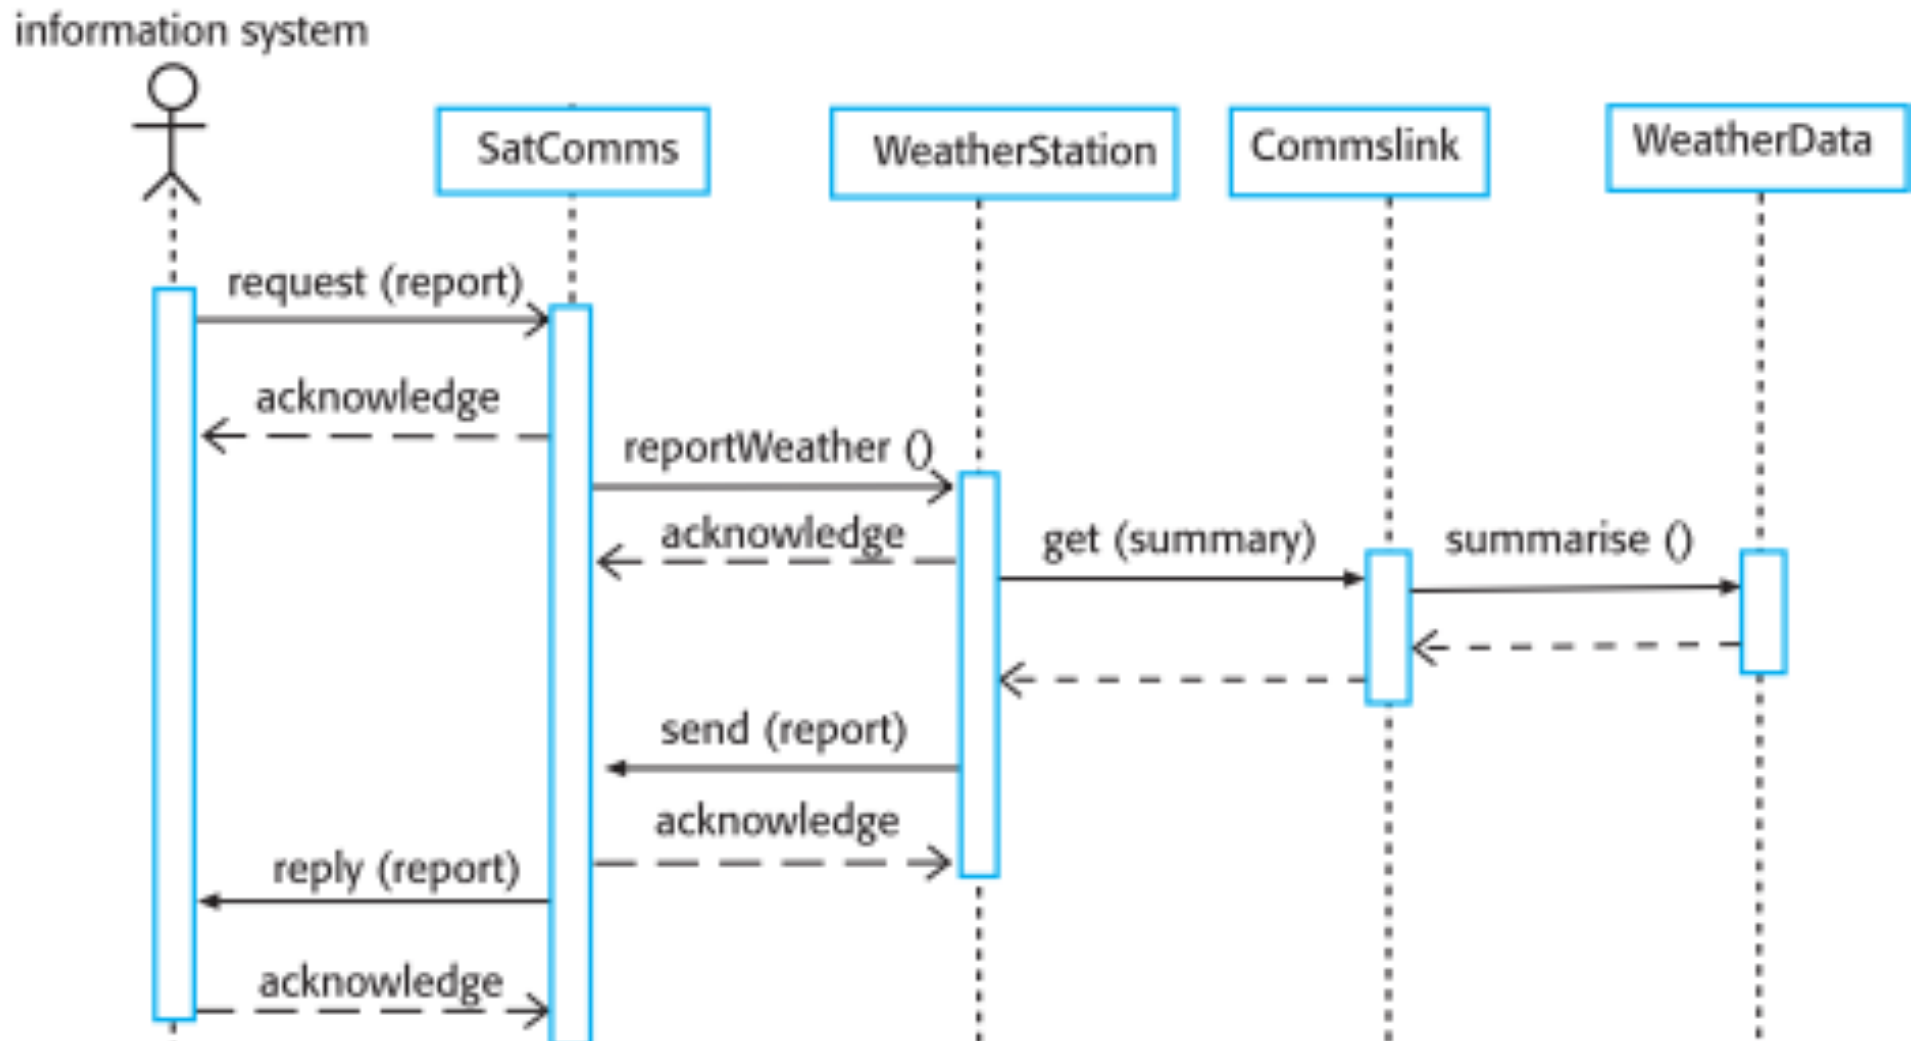 information system
SatComms
WeatherStation
Commslink
WeatherData
request (report)
acknowledge
reportWeather ()
acknowledge
get (summary)
summarise ()
send (report)
acknowledge
reply (report)
acknowledge